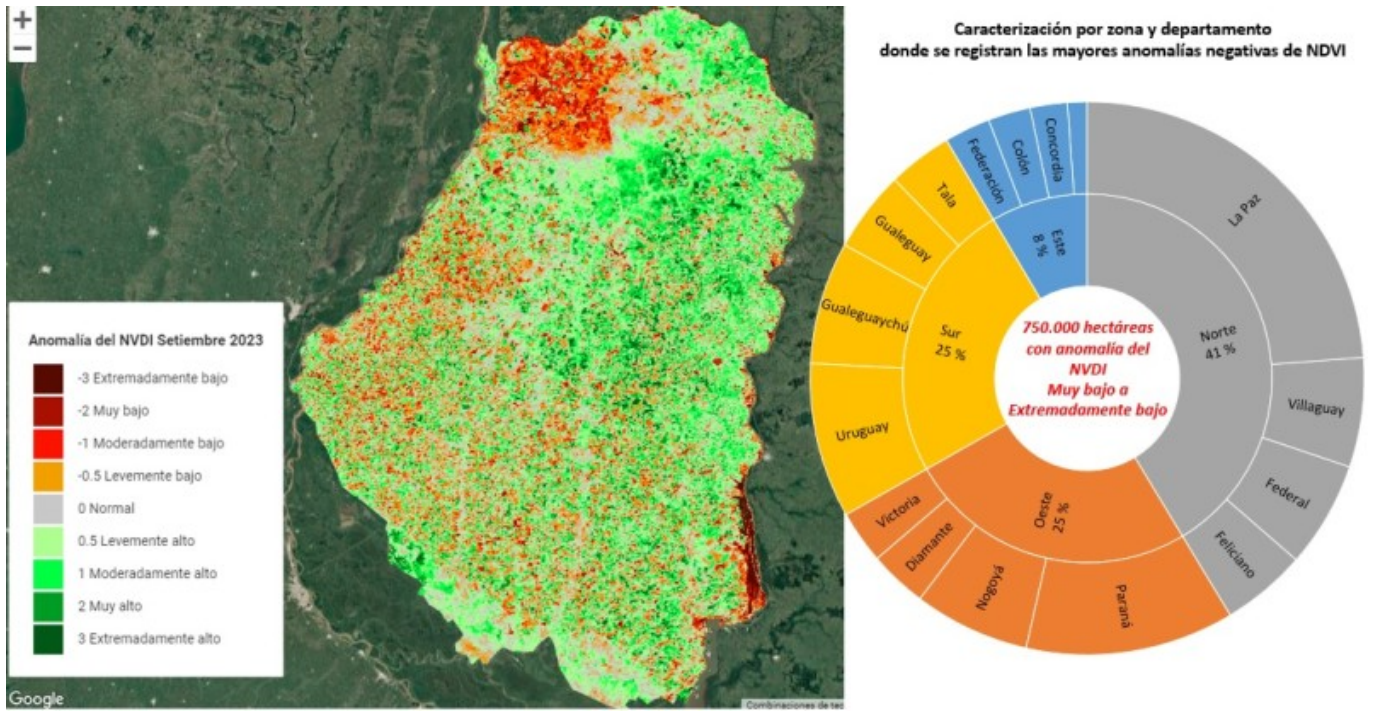 +
−
Anomalía del NVDI Setiembre 2023
-3 Extremadamente bajo
-2 Muy bajo
-1 Moderadamente bajo
-0.5 Levemente bajo
0 Normal
0.5 Levemente alto
1 Moderadamente alto
2 Muy alto
3 Extremadamente alto
Google
Combinaciones de tec
Caracterización por zona y departamento
donde se registran las mayores anomalías negativas de NDVI
La Paz
Villaguay
Federal
Feliciano
Paraná
Nogoyá
Diamante
Victoria
Uruguay
Gualeguaychú
Gualeguay
Tala
Federación
Colón
Concordia
Norte
41 %
Oeste
25 %
Sur
25 %
Este
8 %
750.000 hectáreas
con anomalía del
NVDI
Muy bajo a
Extremadamente bajo